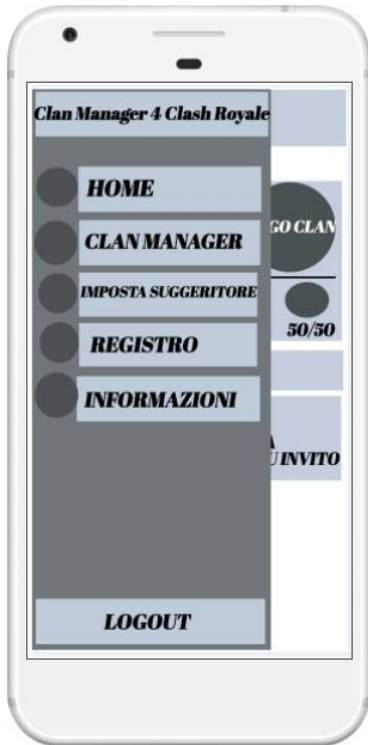 Clan Manager 4 Clash Royale
HOME
GO CLAN
CLAN MANAGER
IMPOSTA SUGGERITORE
50/50
REGISTRO
INFORMAZIONI
A
U INVITO
LOGOUT